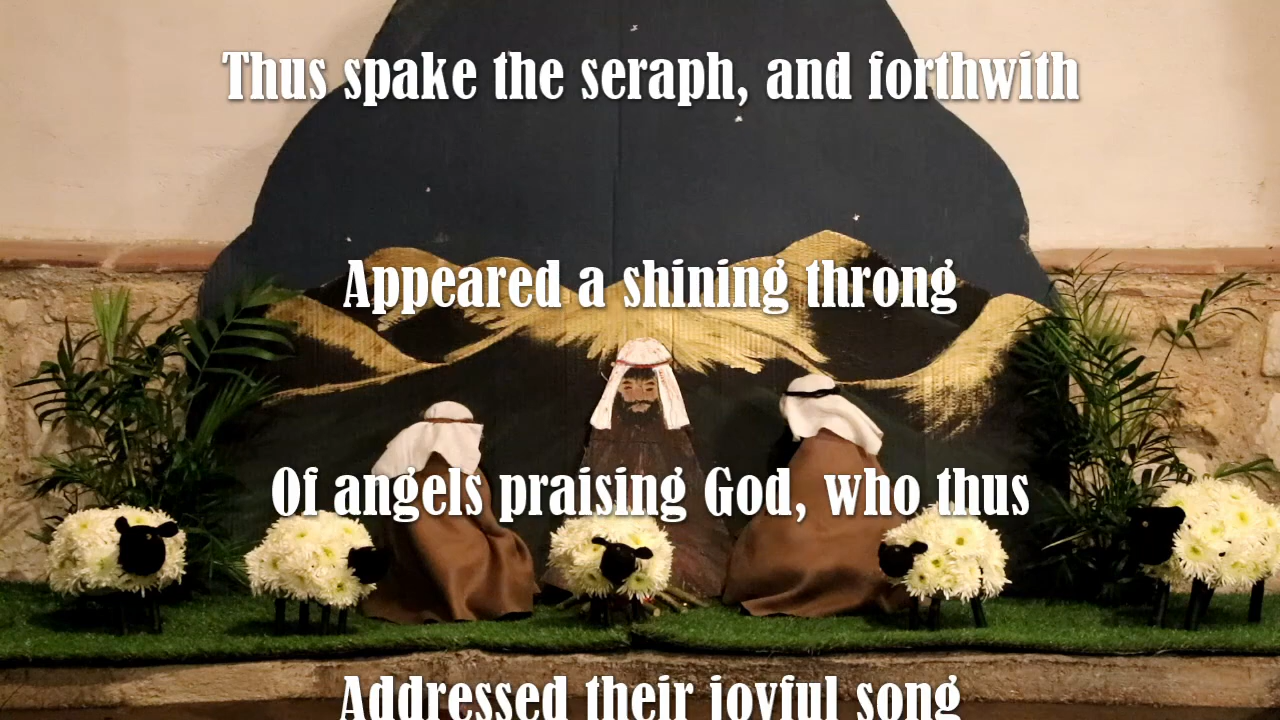 Thus spake the seraph, and forthwith
Appeared a shining throng
Of angels praising God, who thus
Addressed their joyful song